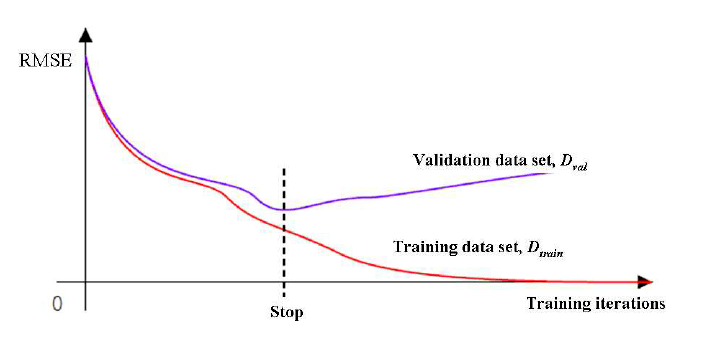 RMSE
Validation data set, Dval
Training data set, Dtrain
0
Stop
Training iterations